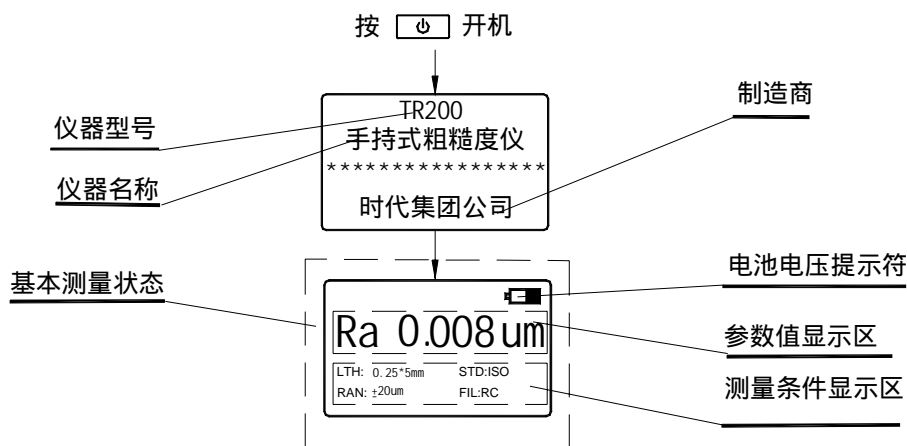 按 开机
TR200
手持式粗糙度仪
*****************
时代集团公司
制造商
仪器型号
仪器名称
基本测量状态
Ra 0.008 um
LTH: 0.25*5mm STD:ISO
RAN: ±20um FIL:RC
电池电压提示符
参数值显示区
测量条件显示区